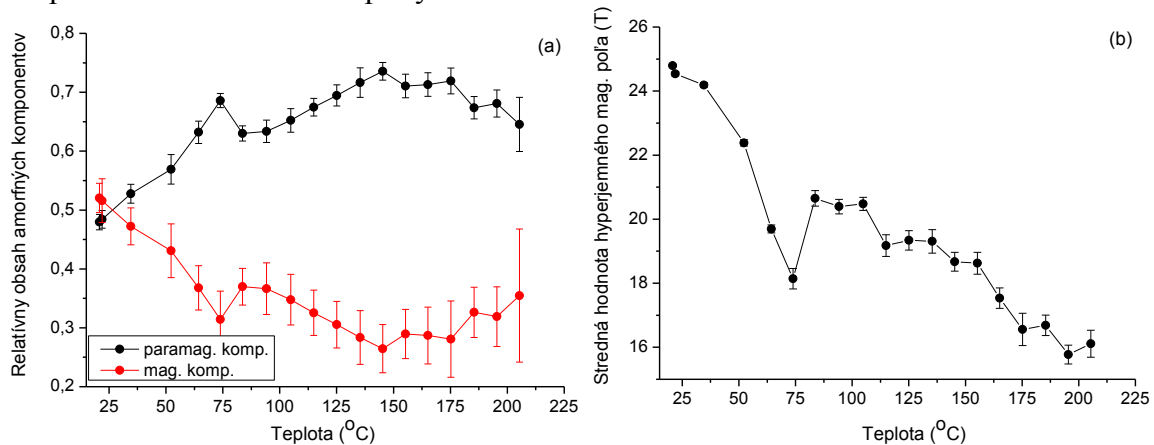 0,8
0,7
0,6
0,5
0,4
0,3
0,2
Relatívny obsah amorfných komponentov
(a)
paramag. komp.
mag. komp.
25 50 75 100 125 150 175 200 225
Teplota (°C)
26
24
22
20
18
16
Stredná hodnota hyperjemného mag. poľa (T)
(b)
25 50 75 100 125 150 175 200 225
Teplota (°C)